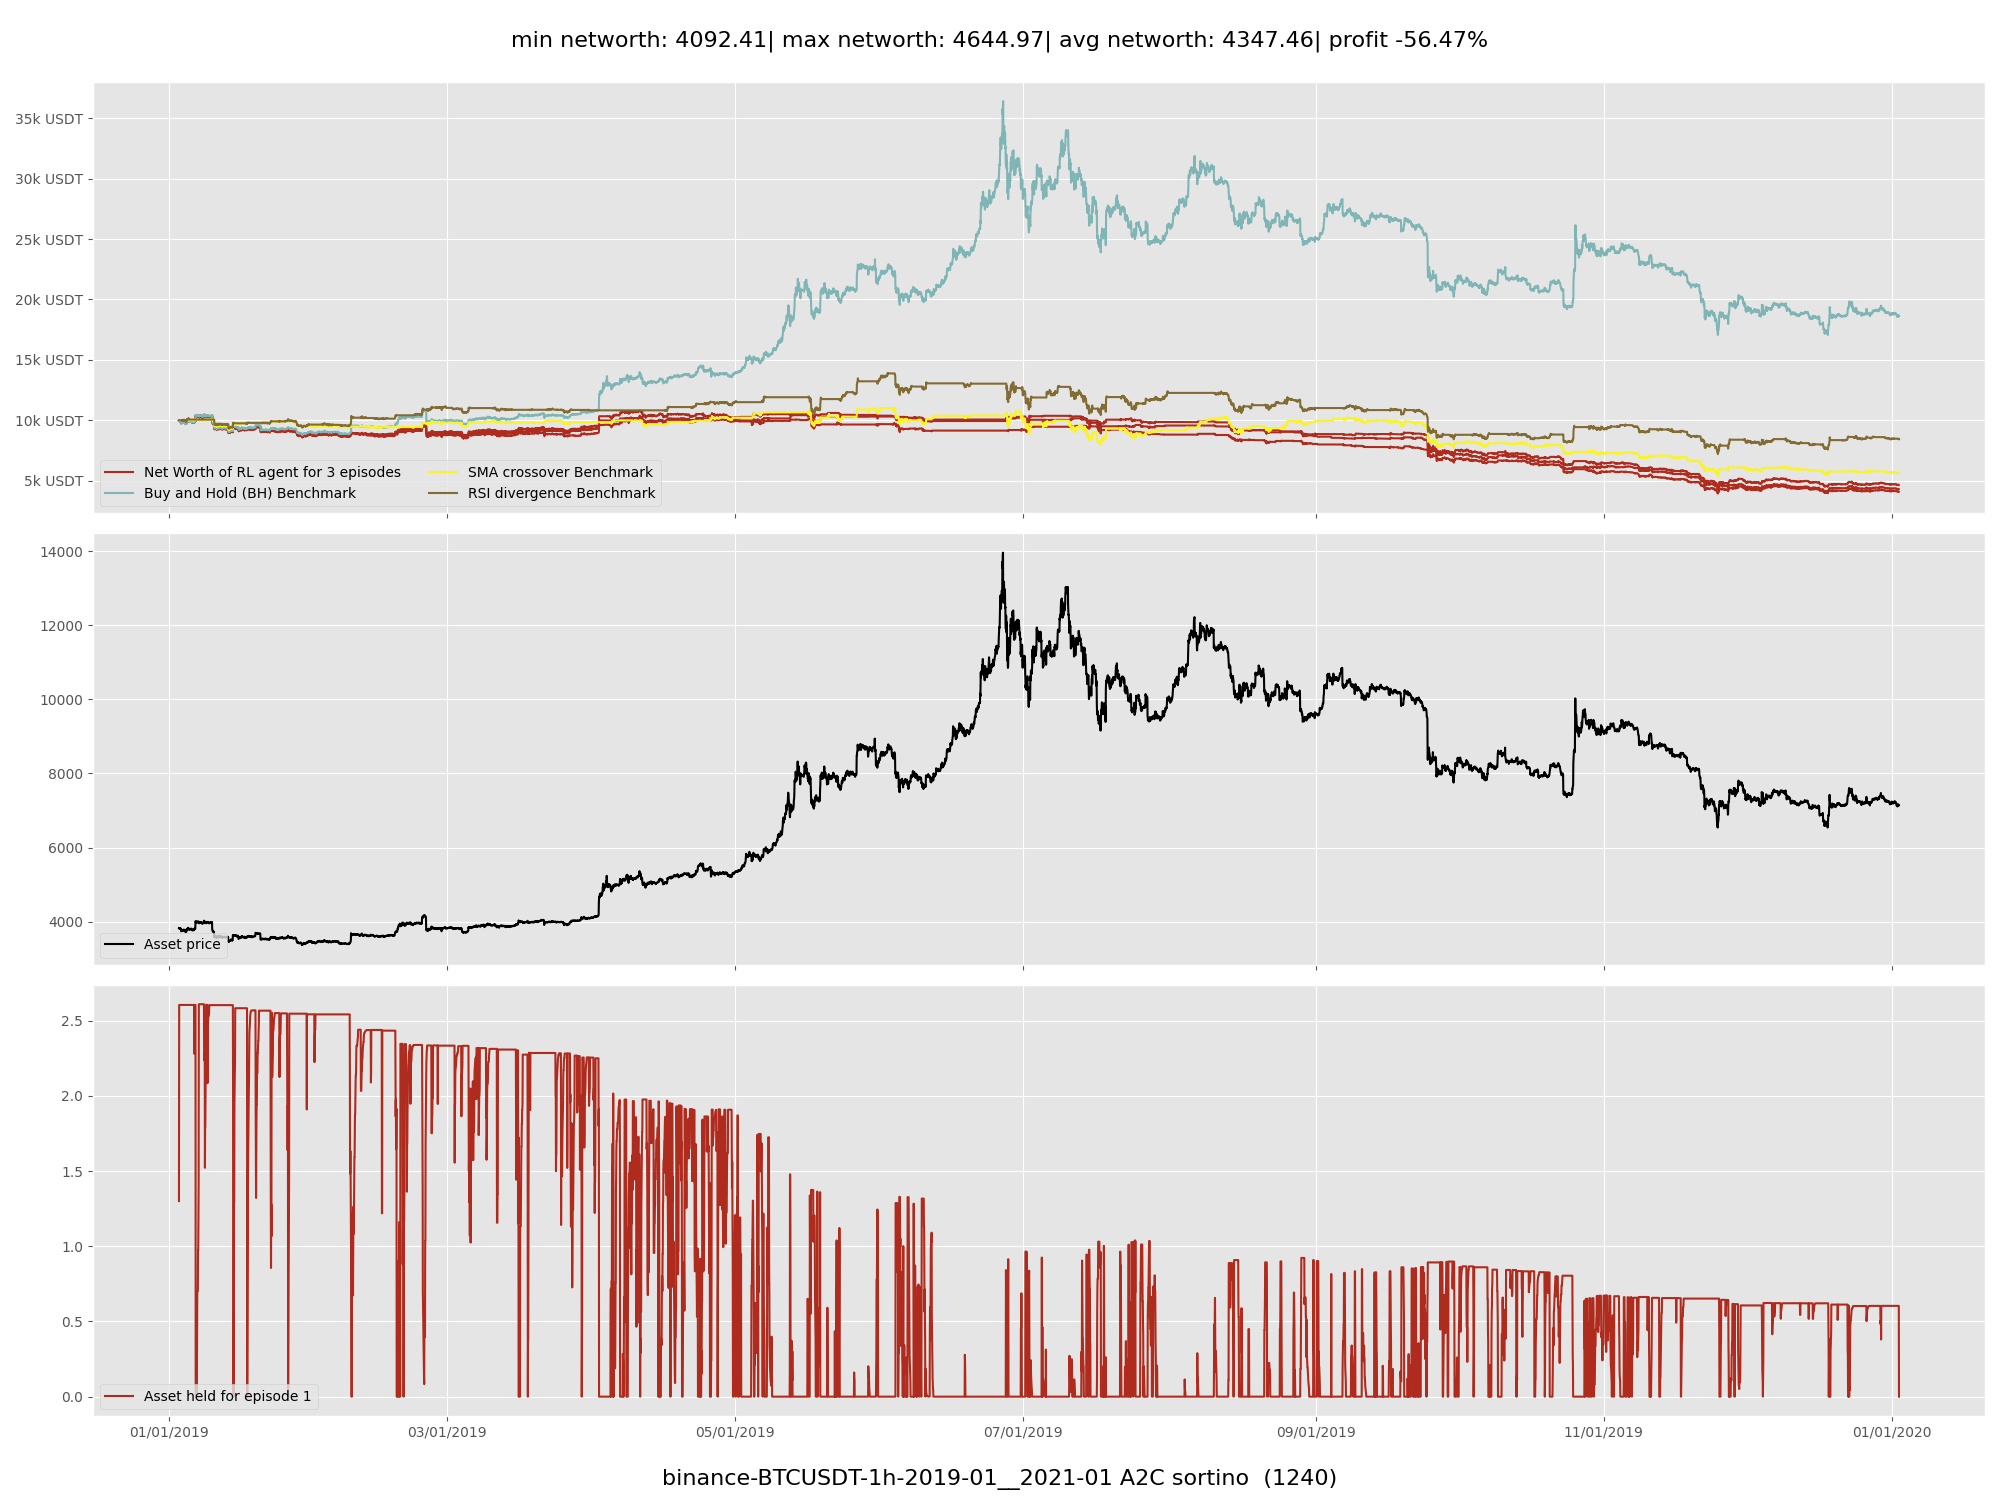 min networth: 4092.41| max networth: 4644.97| avg networth: 4347.46| profit -56.47%
35k USDT
30k USDT
25k USDT
20k USDT
15k USDT
10k USDT
5k USDT
Net Worth of RL agent for 3 episodes
Buy and Hold (BH) Benchmark
SMA crossover Benchmark
RSI divergence Benchmark
14000
12000
10000
8000
6000
4000
Asset price
2.5
2.0
1.5
1.0
0.5
0.0
Asset held for episode 1
01/01/2019 03/01/2019 05/01/2019 07/01/2019 09/01/2019 11/01/2019 01/01/2020
binance-BTCUSDT-1h-2019-01__2021-01 A2C sortino (1240)